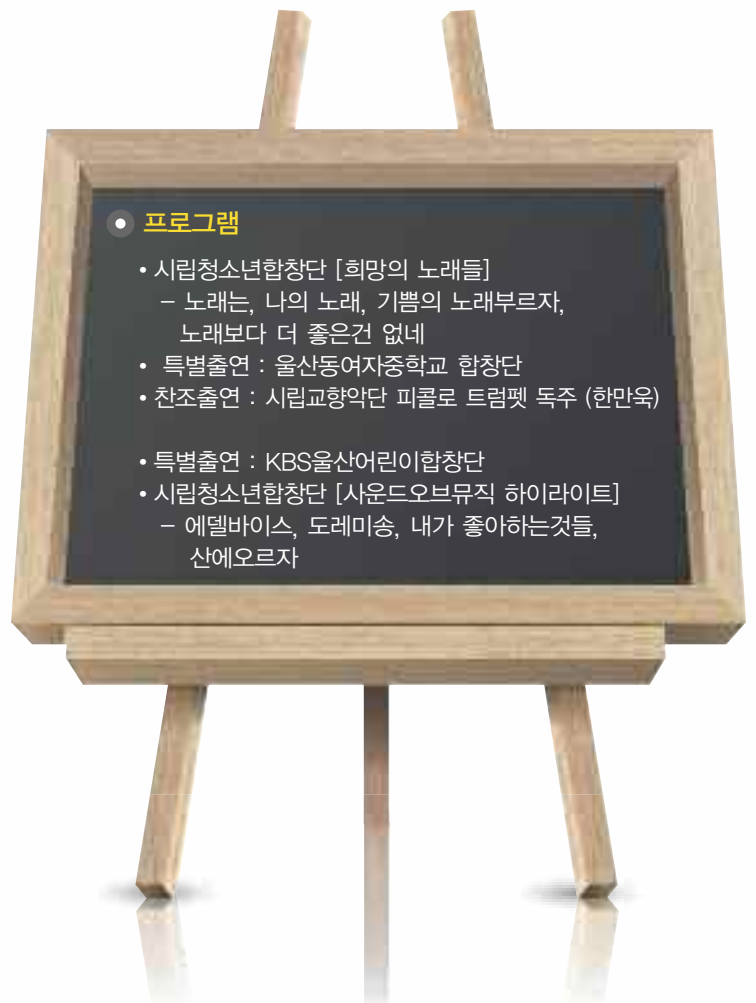 프로그램
• 시립청소년합창단 [희망의 노래들]
– 노래는, 나의 노래, 기쁨의 노래부르자,
노래보다 더 좋은건 없네
• 특별출연 : 울산동여자중학교 합창단
• 찬조출연 : 시립교향악단 피콜로 트럼펫 독주 (한만욱)
• 특별출연 : KBS울산어린이합창단
• 시립청소년합창단 [사운드오브뮤직 하이라이트]
– 에델바이스, 도레미송, 내가 좋아하는것들,
산에오르자